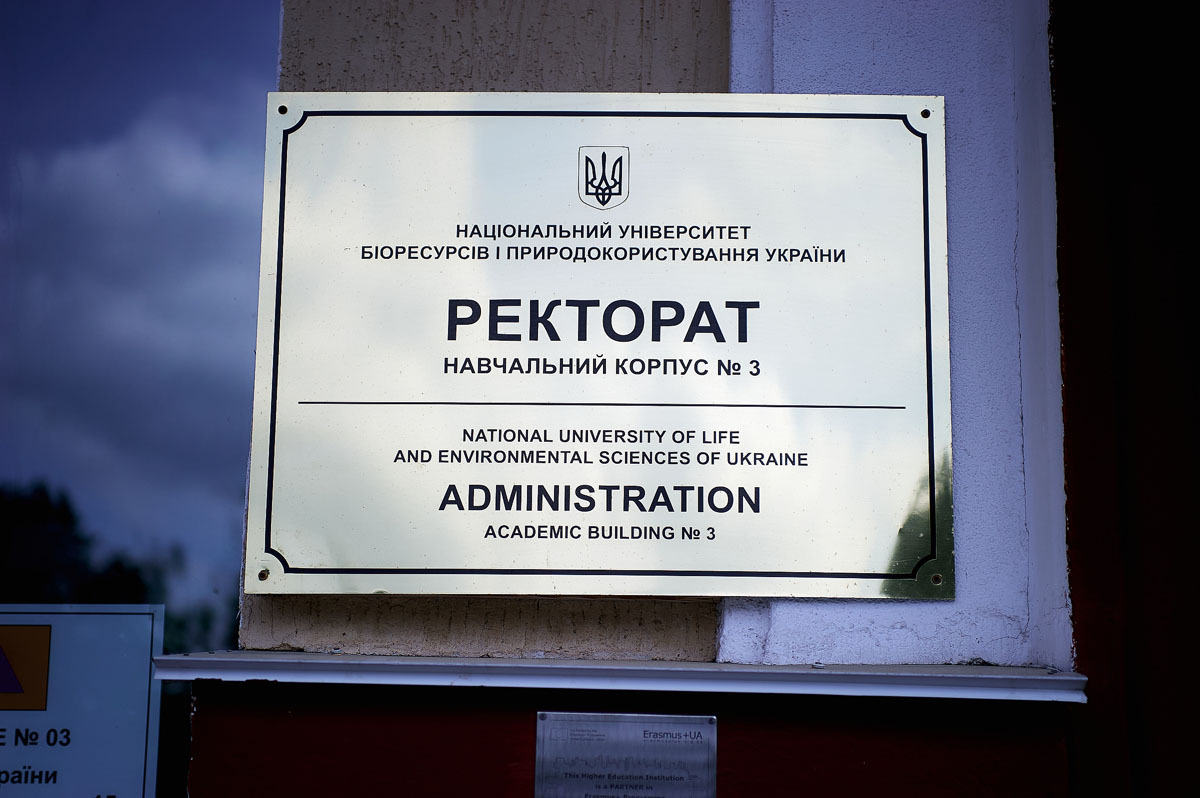 НАЦІОНАЛЬНИЙ УНІВЕРСИТЕТ
БІОРЕСУРСІВ І ПРИРОДОКОРИСТУВАННЯ УКРАЇНИ
РЕКТОРАТ
НАВЧАЛЬНИЙ КОРПУС № 3
NATIONAL UNIVERSITY OF LIFE
AND ENVIRONMENTAL SCIENCES OF UKRAINE
ADMINISTRATION
ACADEMIC BUILDING № 3
Е № 03
раїни
Erasmus+UA
This Higher Education Institution
is a PARTNER in